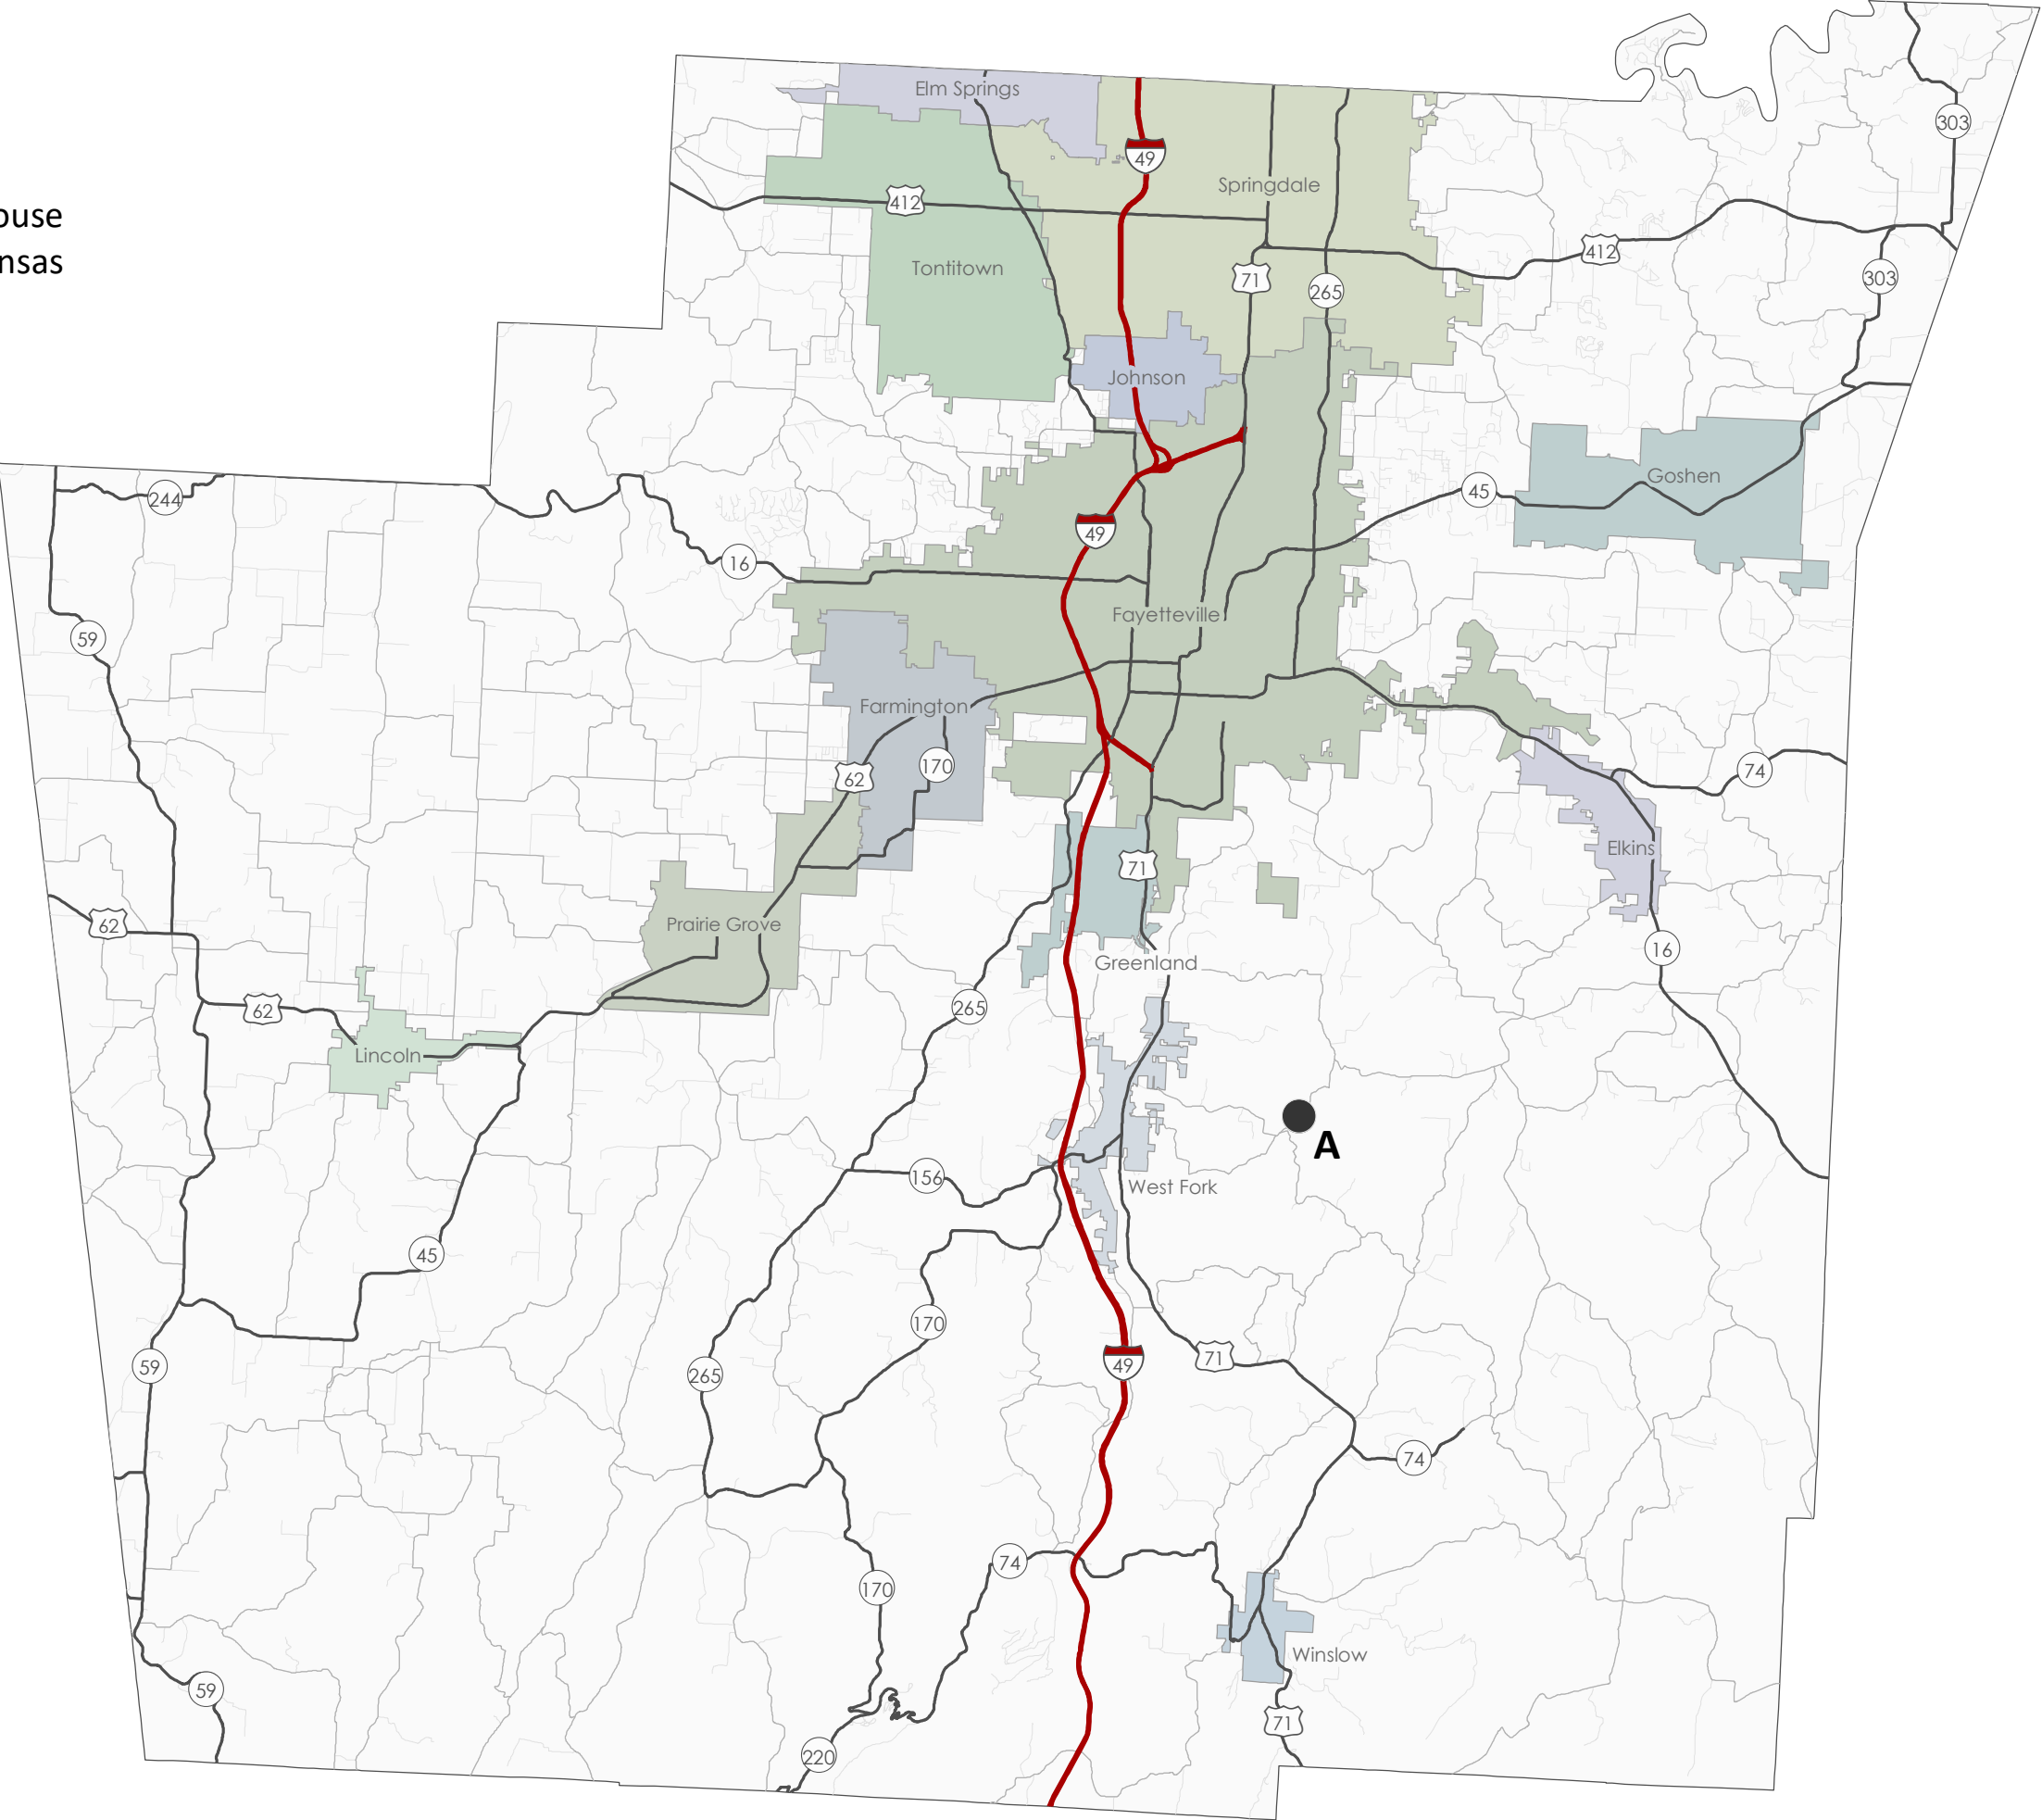 ouse
nsas
Elm Springs
303
49
Springdale
412
412
Tontitown
71
265
303
Johnson
Goshen
244
45
49
16
Fayetteville
59
Farmington
62
170
74
Elkins
71
Prairie Grove
62
16
Greenland
62
265
Lincoln
A
156
West Fork
45
170
71
49
59
265
74
74
170
Winslow
59
71
220